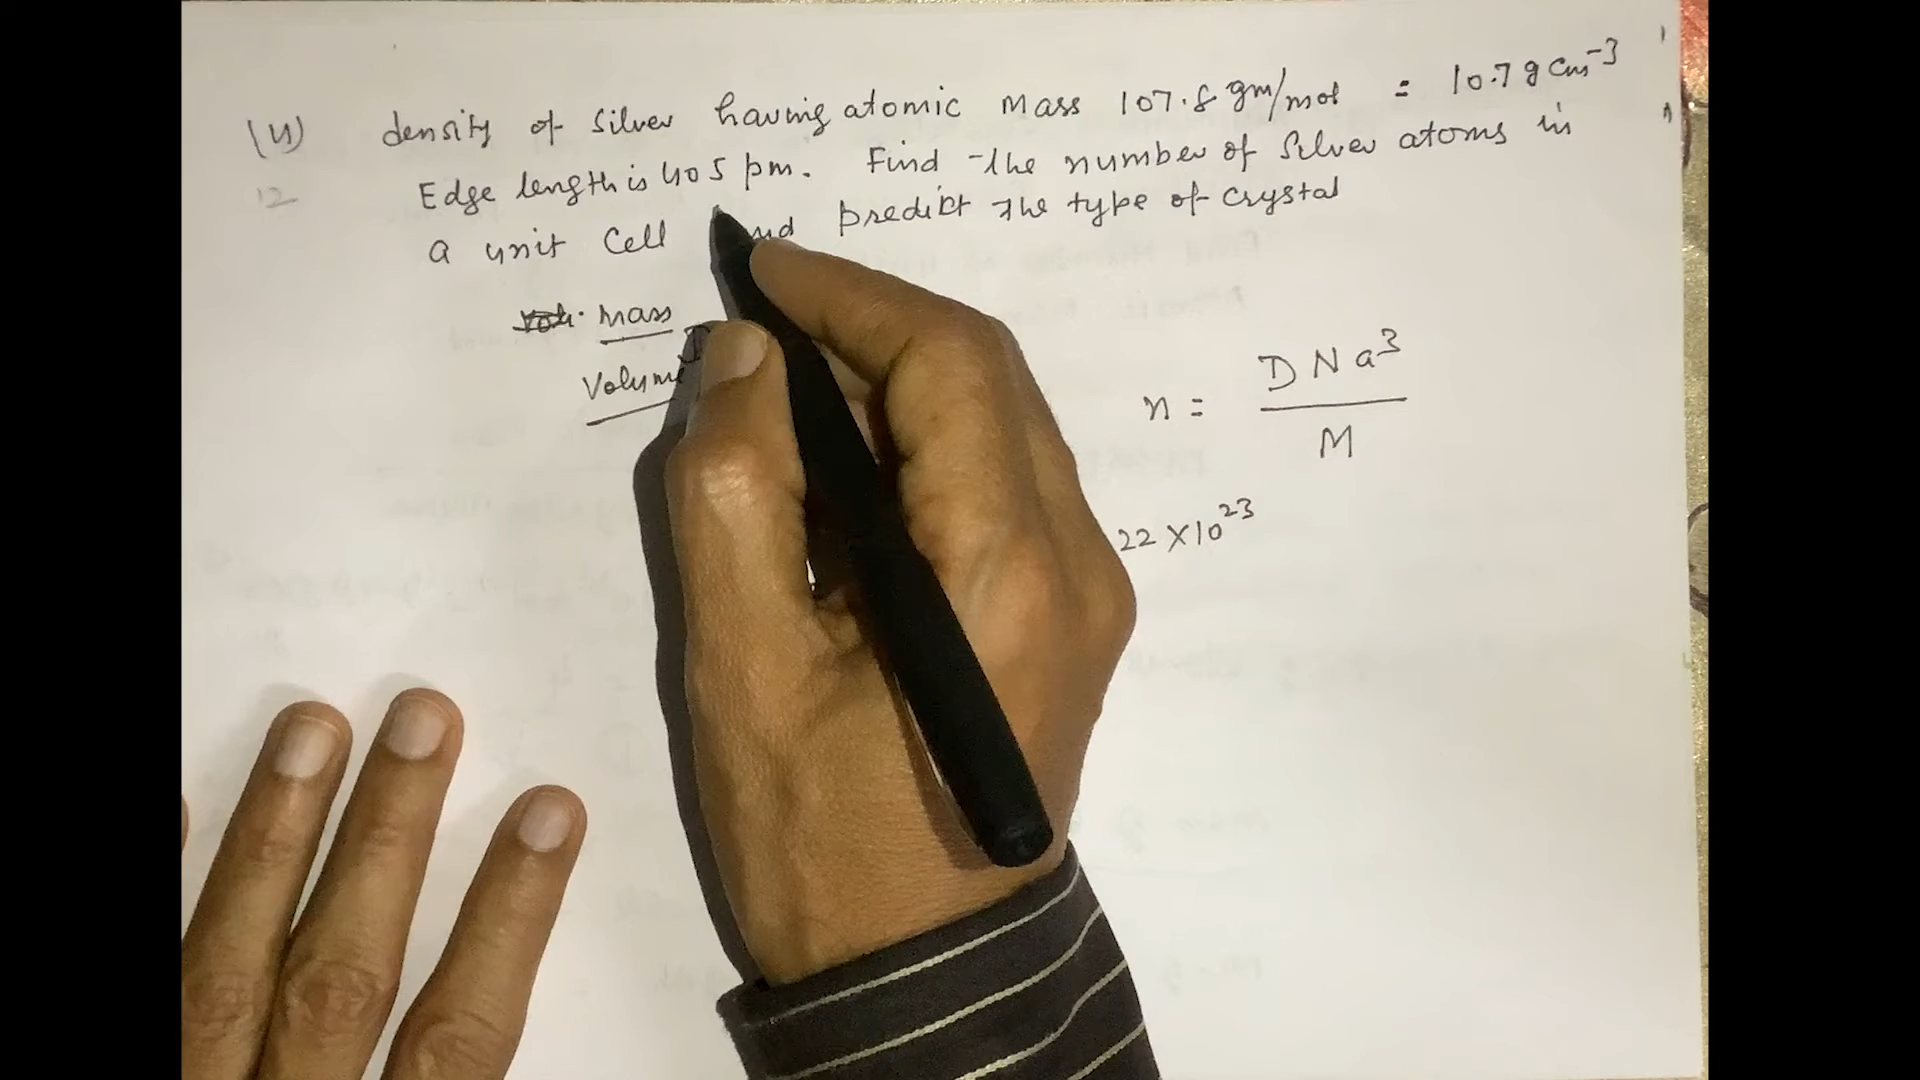 (4) density of silver having atomic mass 107.8 gm/mol = 10.7 g cm⁻³
12 Edge length is 405 pm. Find the number of silver atoms in
a unit cell and predict the type of crystal
mass
Volume
n = D N a³ / M
22 X 10²³